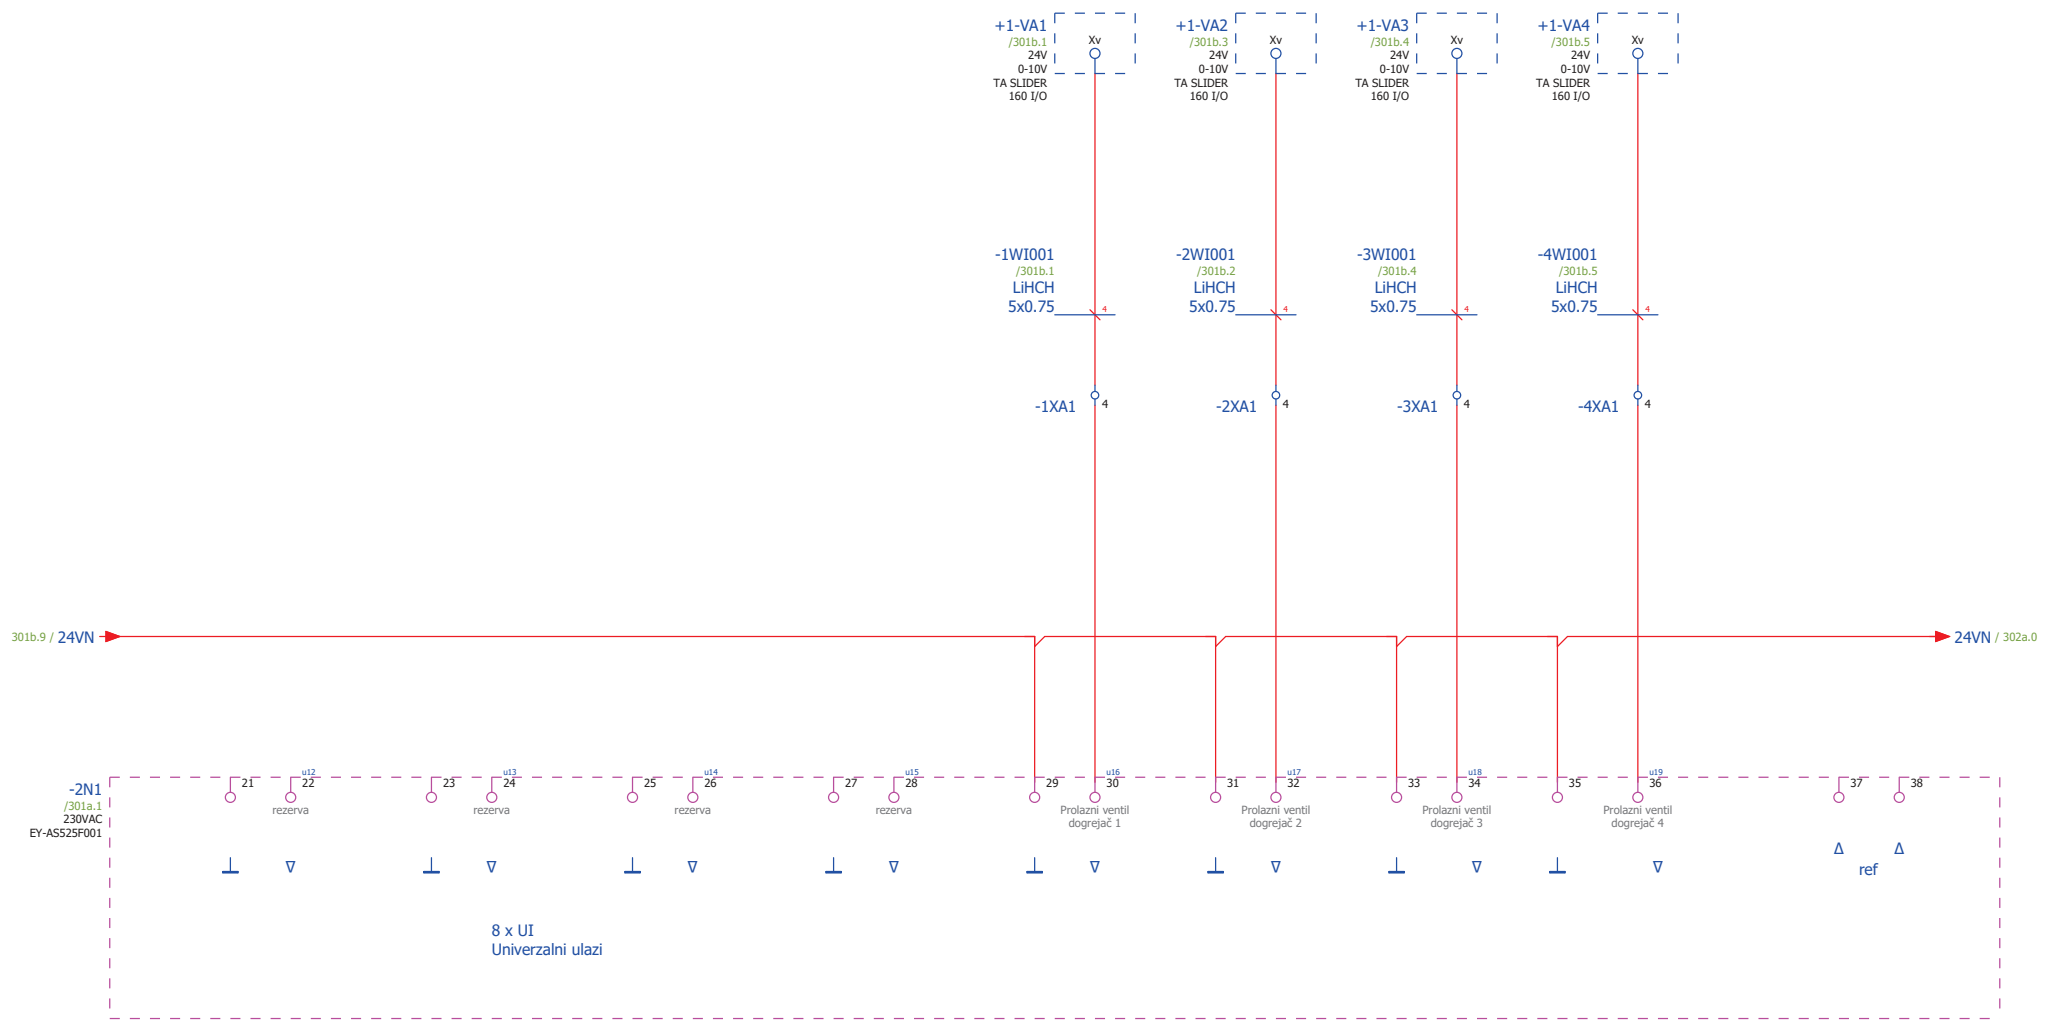 +1-VA1
/301b.1
24V
0-10V
TA SLIDER
160 I/O
Xv
+1-VA2
/301b.3
24V
0-10V
TA SLIDER
160 I/O
Xv
+1-VA3
/301b.4
24V
0-10V
TA SLIDER
160 I/O
Xv
+1-VA4
/301b.5
24V
0-10V
TA SLIDER
160 I/O
Xv
-1WI001
/301b.1
LiHCH
5x0.75
4
-2WI001
/301b.2
LiHCH
5x0.75
4
-3WI001
/301b.4
LiHCH
5x0.75
4
-4WI001
/301b.5
LiHCH
5x0.75
4
-1XA1 4
-2XA1 4
-3XA1 4
-4XA1 4
301b.9 / 24VN
24VN / 302a.0
-2N1
/301a.1
230VAC
EY-AS525F001
21
u12
22
rezerva
23
u13
24
rezerva
25
u14
26
rezerva
27
u15
28
rezerva
29
u16
30
Prolazni ventil
dogrejač 1
31
u17
32
Prolazni ventil
dogrejač 2
33
u18
34
Prolazni ventil
dogrejač 3
35
u19
36
Prolazni ventil
dogrejač 4
37
38
ref
8 x UI
Univerzalni ulazi